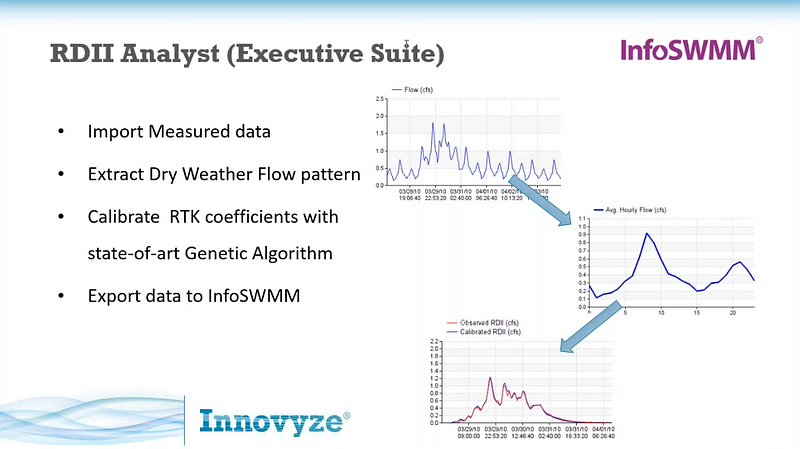 RDII Analyst (Executive Suite)
InfoSWMM®
• Import Measured data
• Extract Dry Weather Flow pattern
• Calibrate RTK coefficients with
state-of-art Genetic Algorithm
• Export data to InfoSWMM
Flow (cfs)
2.5
2.0
1.5
1.0
0.5
0.0
03/28/10 03/29/10 03/31/10 04/01/10 04/02/10
19:06:40 22:53:20 02:40:00 06:26:40 10:13:20
Avg. Hourly Flow (cfs)
1.1
1.0
0.9
0.8
0.7
0.6
0.5
0.4
0.3
0.2
0.1
0.0
0 5 10 15 20
Observed RDII (cfs)
Calibrated RDII (cfs)
2.2
2.0
1.8
1.6
1.4
1.2
1.0
0.8
0.6
0.4
0.2
0.0
03/29/10 03/29/10 03/30/10 03/31/10 03/31/10 04/01/10
09:00:00 22:53:20 12:46:40 02:40:00 16:33:20 06:26:40
Innovyze®